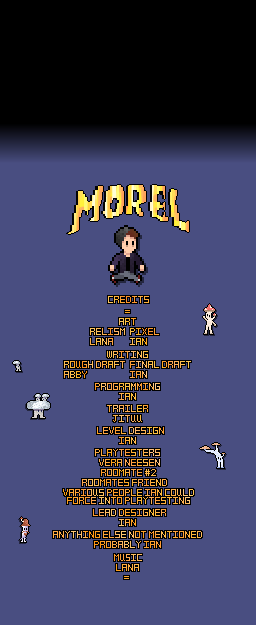 MOREL
CREDITS
=
ART
RELISM PIXEL
LANA IAN
WRITING
ROUGH DRAFT FINAL DRAFT
ABBY IAN
PROGRAMMING
IAN
TRAILER
LEVEL DESIGN
IAN
PLAYTESTERS
VERA NEESEN
ROOMATE #2
ROOMATES FRIEND
VARIOUS PEOPLE IAN COULD
FORCE INTO PLAYTESTING
LEAD DESIGNER
IAN
ANYTHING ELSE NOT MENTIONED
PROBABLY IAN
MUSIC
LANA
=